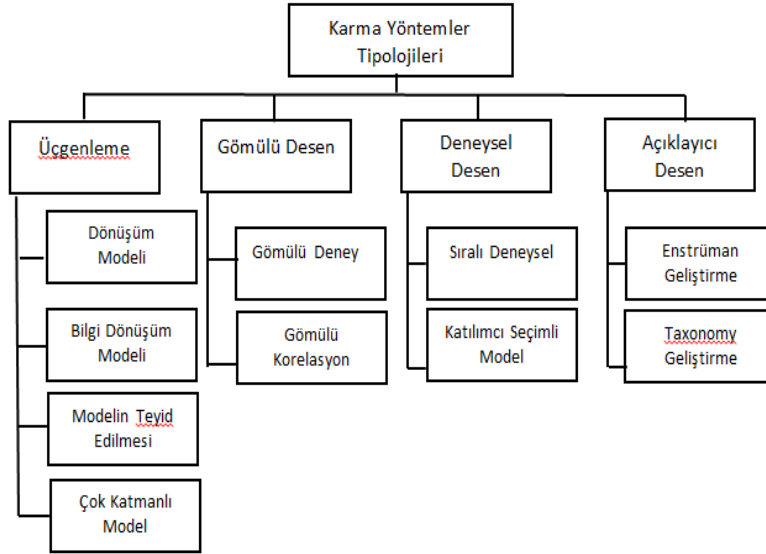 Karma Yöntemler
Tipolojileri
Üçgenleme
Gömülü Desen
Deneysel
Desen
Açıklayıcı
Desen
Dönüşüm
Modeli
Bilgi Dönüşüm
Modeli
Modelin Teyid
Edilmesi
Çok Katmanlı
Model
Gömülü Deney
Gömülü
Korelasyon
Sıralı Deneysel
Katılımcı Seçimli
Model
Enstrüman
Geliştirme
Taxonomy
Geliştirme